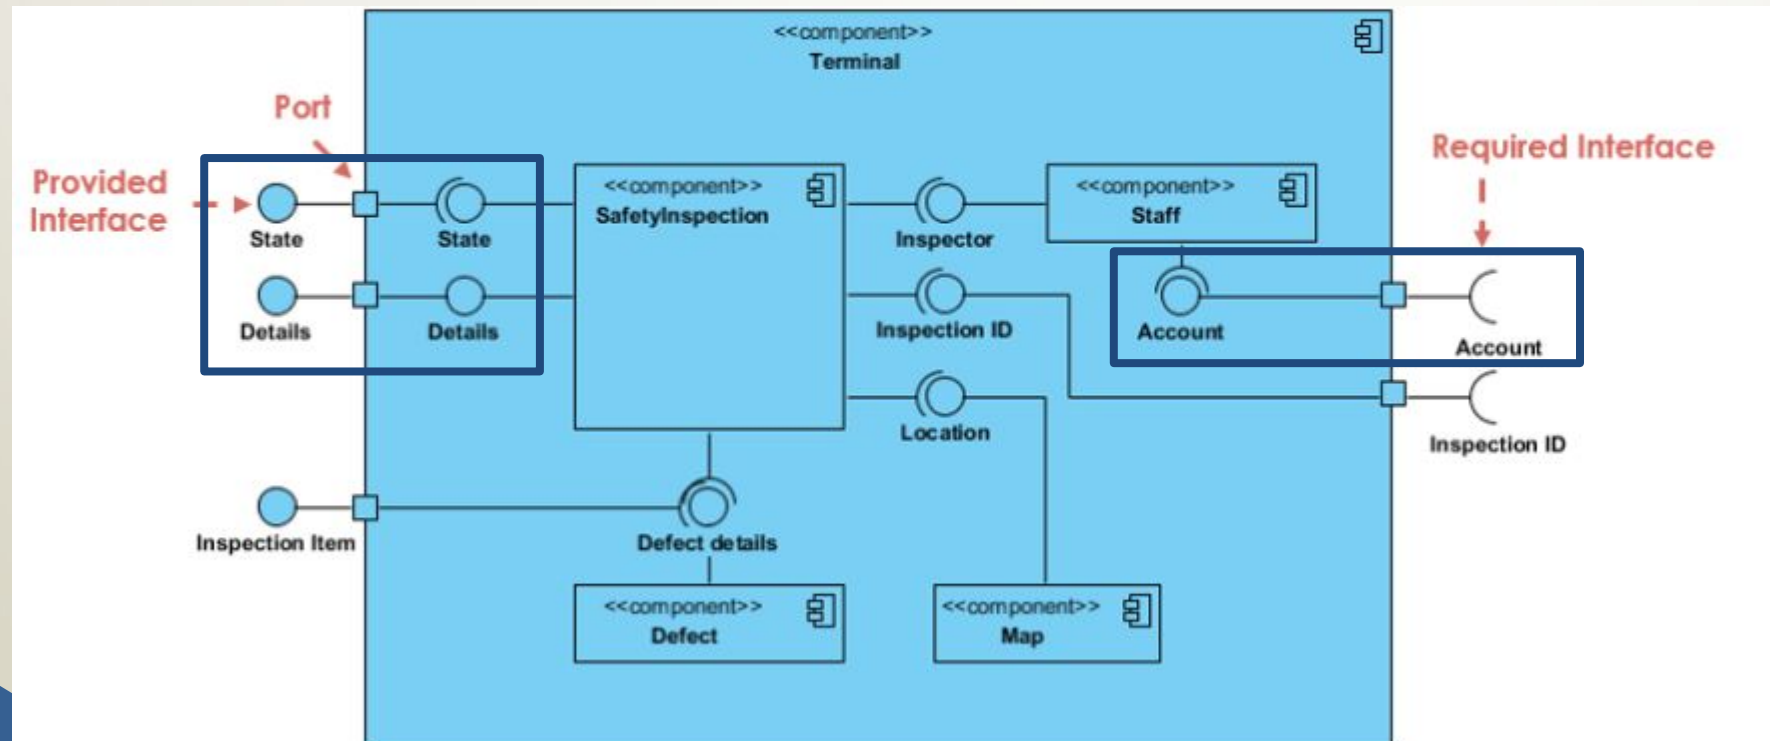 <<component>>
Terminal
Port
Required Interface
Provided
Interface
<<component>>
SafetyInspection
<<component>>
Staff
State
State
Inspector
Details
Details
Inspection ID
Account
Account
Location
Inspection ID
Inspection Item
Defect details
<<component>>
Defect
<<component>>
Map